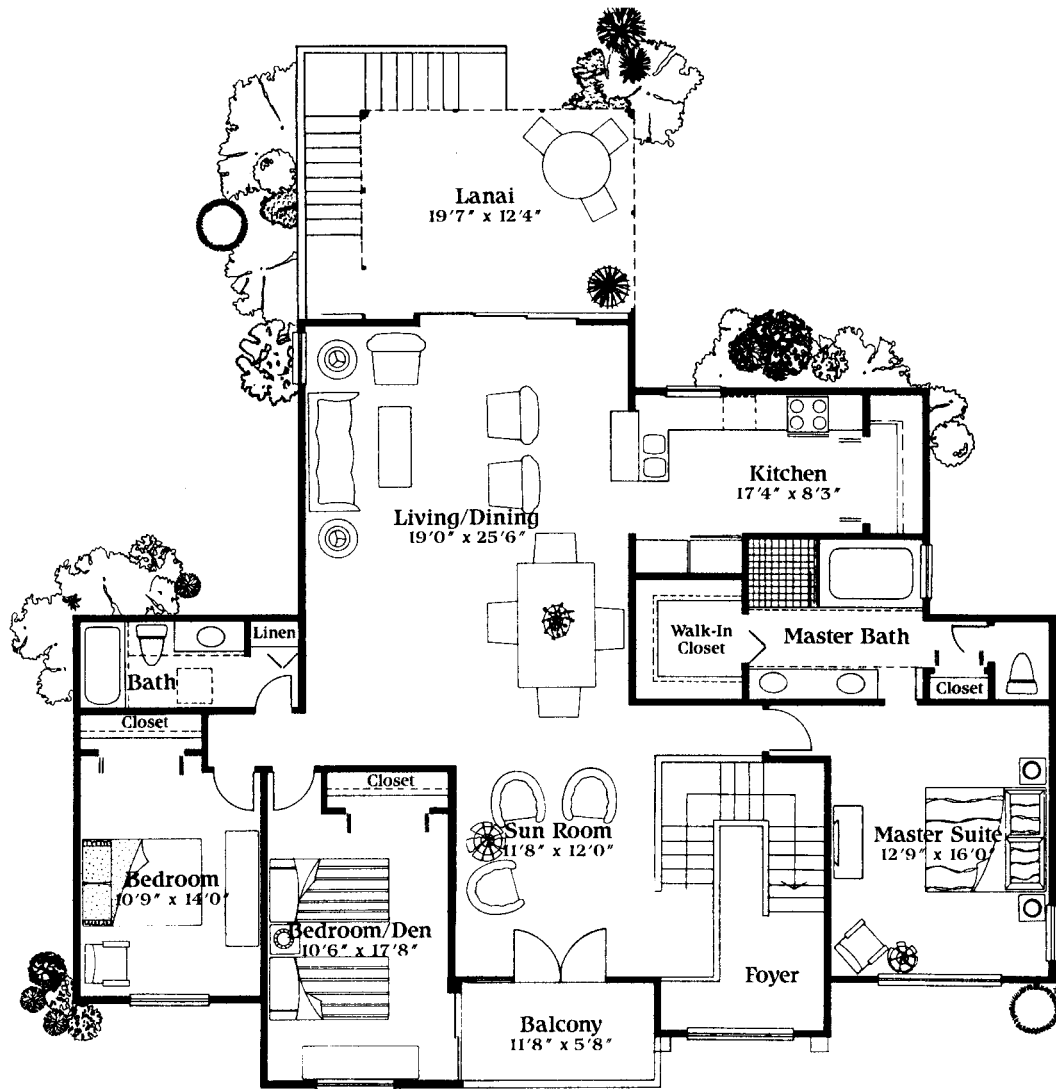 Lanai
19'7" x 12'4"
Kitchen
17'4" x 8'3"
Living/Dining
19'0" x 25'6"
Linen
Walk-In
Closet
Master Bath
Bath
Closet
Closet
Closet
Sun Room
11'8" x 12'0"
Master Suite
12'9" x 16'0"
Bedroom
10'9" x 14'0"
Bedroom/Den
10'6" x 17'8"
Foyer
Balcony
11'8" x 5'8"